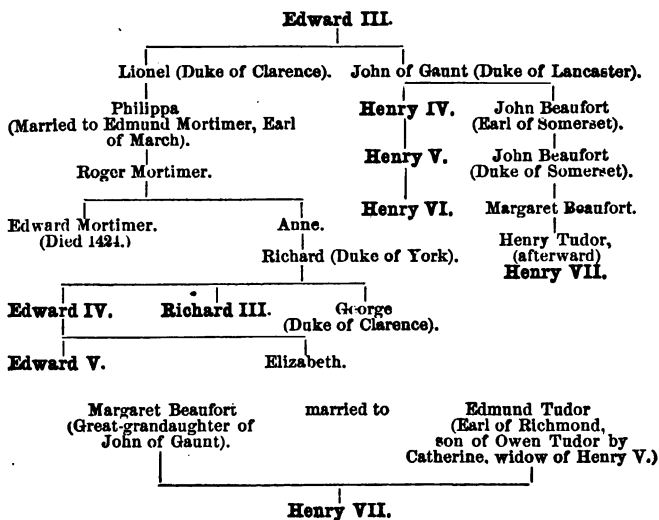 Edward III.
Lionel (Duke of Clarence). John of Gaunt (Duke of Lancaster).
Philippa
(Married to Edmund Mortimer, Earl
of March).
Henry IV. John Beaufort
(Earl of Somerset).
Roger Mortimer.
Henry V. John Beaufort
(Duke of Somerset).
Edward Mortimer.
(Died 1424.)
Anne.
Henry VI. Margaret Beaufort.
Richard (Duke of York).
Henry Tudor,
(afterward)
Henry VII.
Edward IV. Richard III. George
(Duke of Clarence).
Edward V. Elizabeth.
Margaret Beaufort married to Edmund Tudor
(Great-grandaughter of
John of Gaunt).
(Earl of Richmond,
son of Owen Tudor by
Catherine, widow of Henry V.)
Henry VII.